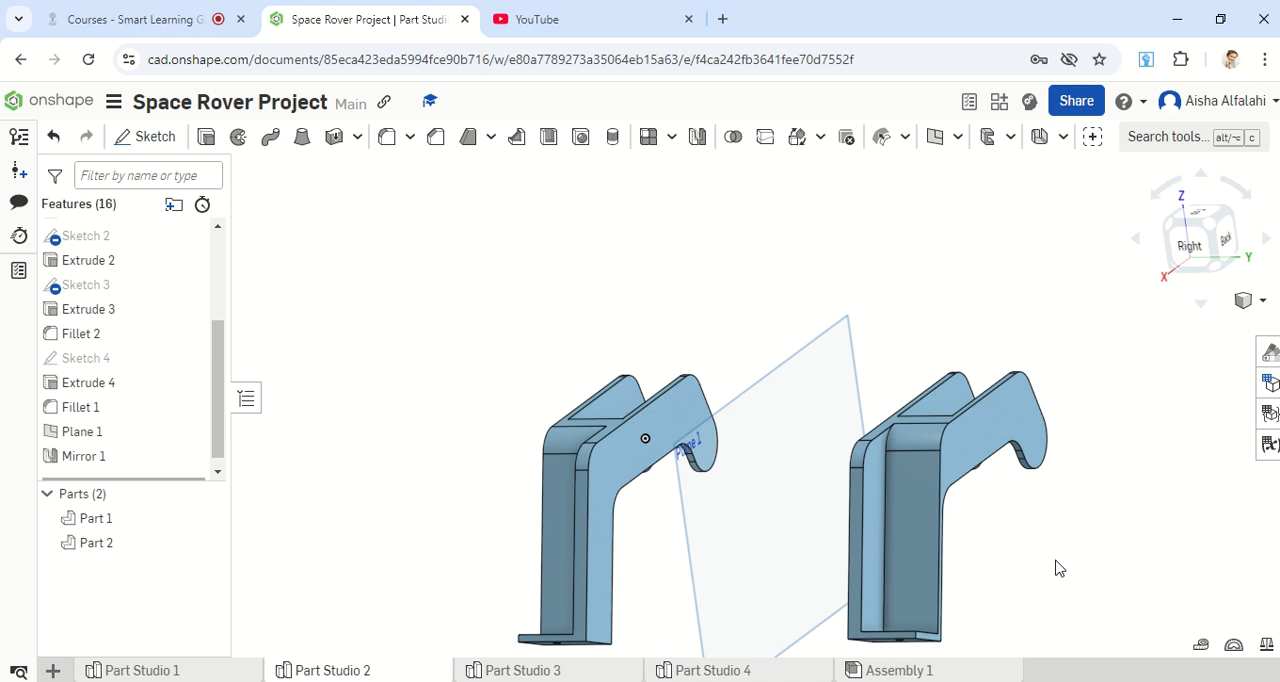 Courses - Smart Learning G
Space Rover Project | Part Studi
YouTube
cad.onshape.com/documents/85eca423eda5994fc90b716/w/e80a7789273a35064eb15a63/e/f4ca242fb3641fee70d7552f
onshape
Space Rover Project
Main
Share
Aisha Alfalahi
Sketch
Search tools...
alt/⌥
c
Filter by name or type
Features (16)
Sketch 2
Extrude 2
Sketch 3
Extrude 3
Fillet 2
Sketch 4
Extrude 4
Fillet 1
Plane 1
Mirror 1
Parts (2)
Part 1
Part 2
Plane 1
Z
Right
Back
Y
X
Part Studio 1
Part Studio 2
Part Studio 3
Part Studio 4
Assembly 1